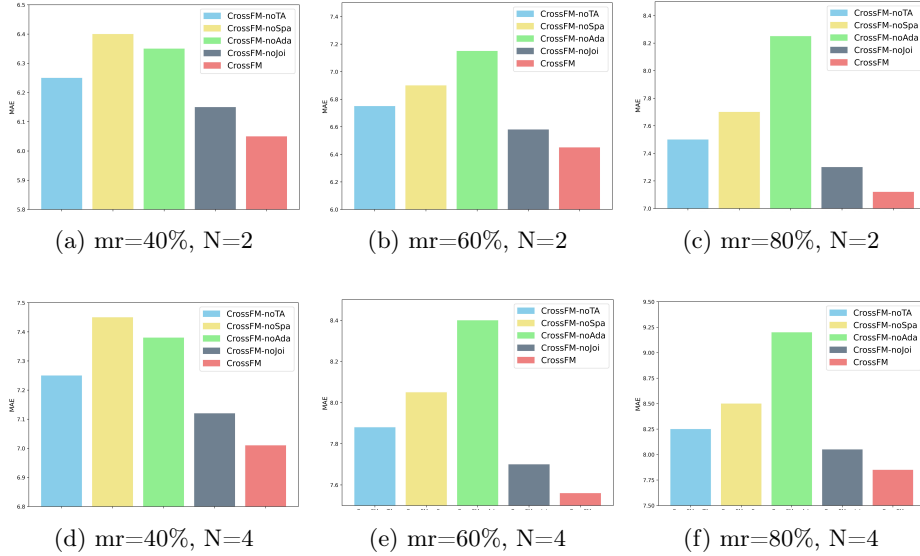 6.5
6.4
6.3
6.2
6.1
6.0
5.9
5.8
MAE
CrossFM-noTA
CrossFM-noSpa
CrossFM-noAda
CrossFM-noJoi
CrossFM
(a) mr=40%, N=2
7.6
7.4
7.2
7.0
6.8
6.6
6.4
6.2
6.0
MAE
CrossFM-noTA
CrossFM-noSpa
CrossFM-noAda
CrossFM-noJoi
CrossFM
(b) mr=60%, N=2
8.4
8.2
8.0
7.8
7.6
7.4
7.2
7.0
MAE
CrossFM-noTA
CrossFM-noSpa
CrossFM-noAda
CrossFM-noJoi
CrossFM
(c) mr=80%, N=2
7.5
7.4
7.3
7.2
7.1
7.0
6.9
6.8
MAE
CrossFM-noTA
CrossFM-noSpa
CrossFM-noAda
CrossFM-noJoi
CrossFM
(d) mr=40%, N=4
8.4
8.2
8.0
7.8
7.6
MAE
CrossFM-noTA
CrossFM-noSpa
CrossFM-noAda
CrossFM-noJoi
CrossFM
(e) mr=60%, N=4
9.50
9.25
9.00
8.75
8.50
8.25
8.00
7.75
7.50
MAE
CrossFM-noTA
CrossFM-noSpa
CrossFM-noAda
CrossFM-noJoi
CrossFM
(f) mr=80%, N=4